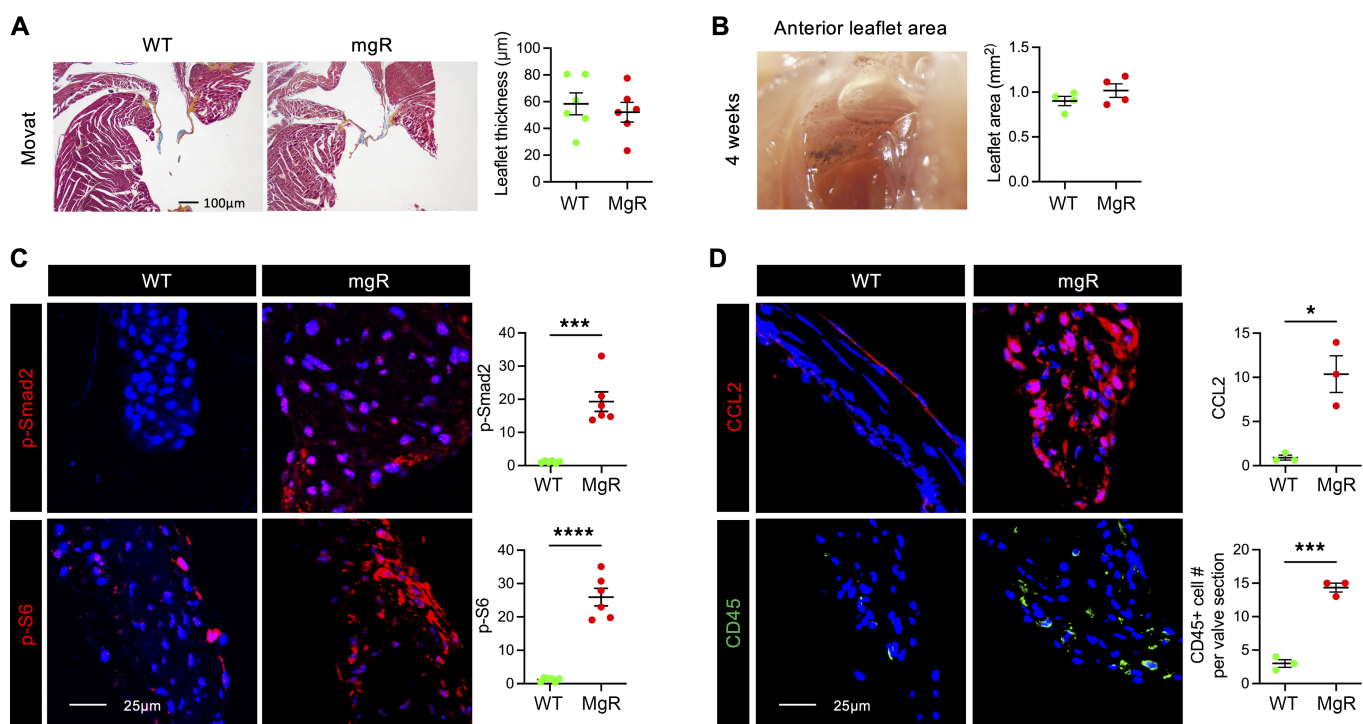 A
WT
mgR
Movat
100µm
Leaflet thickness (µm)
100
80
60
40
20
0
WT
MgR
B
Anterior leaflet area
4 weeks
Leaflet area (mm²)
1.5
1.0
0.5
0.0
WT
MgR
C
WT
mgR
p-Smad2
p-Smad2
40
30
20
10
0
***
WT
MgR
p-S6
25µm
p-S6
40
30
20
10
0
****
WT
MgR
D
WT
mgR
CCL2
CCL2
15
10
5
0
*
WT
MgR
CD45
25µm
CD45+ cell #
per valve section
20
15
10
5
0
***
WT
MgR